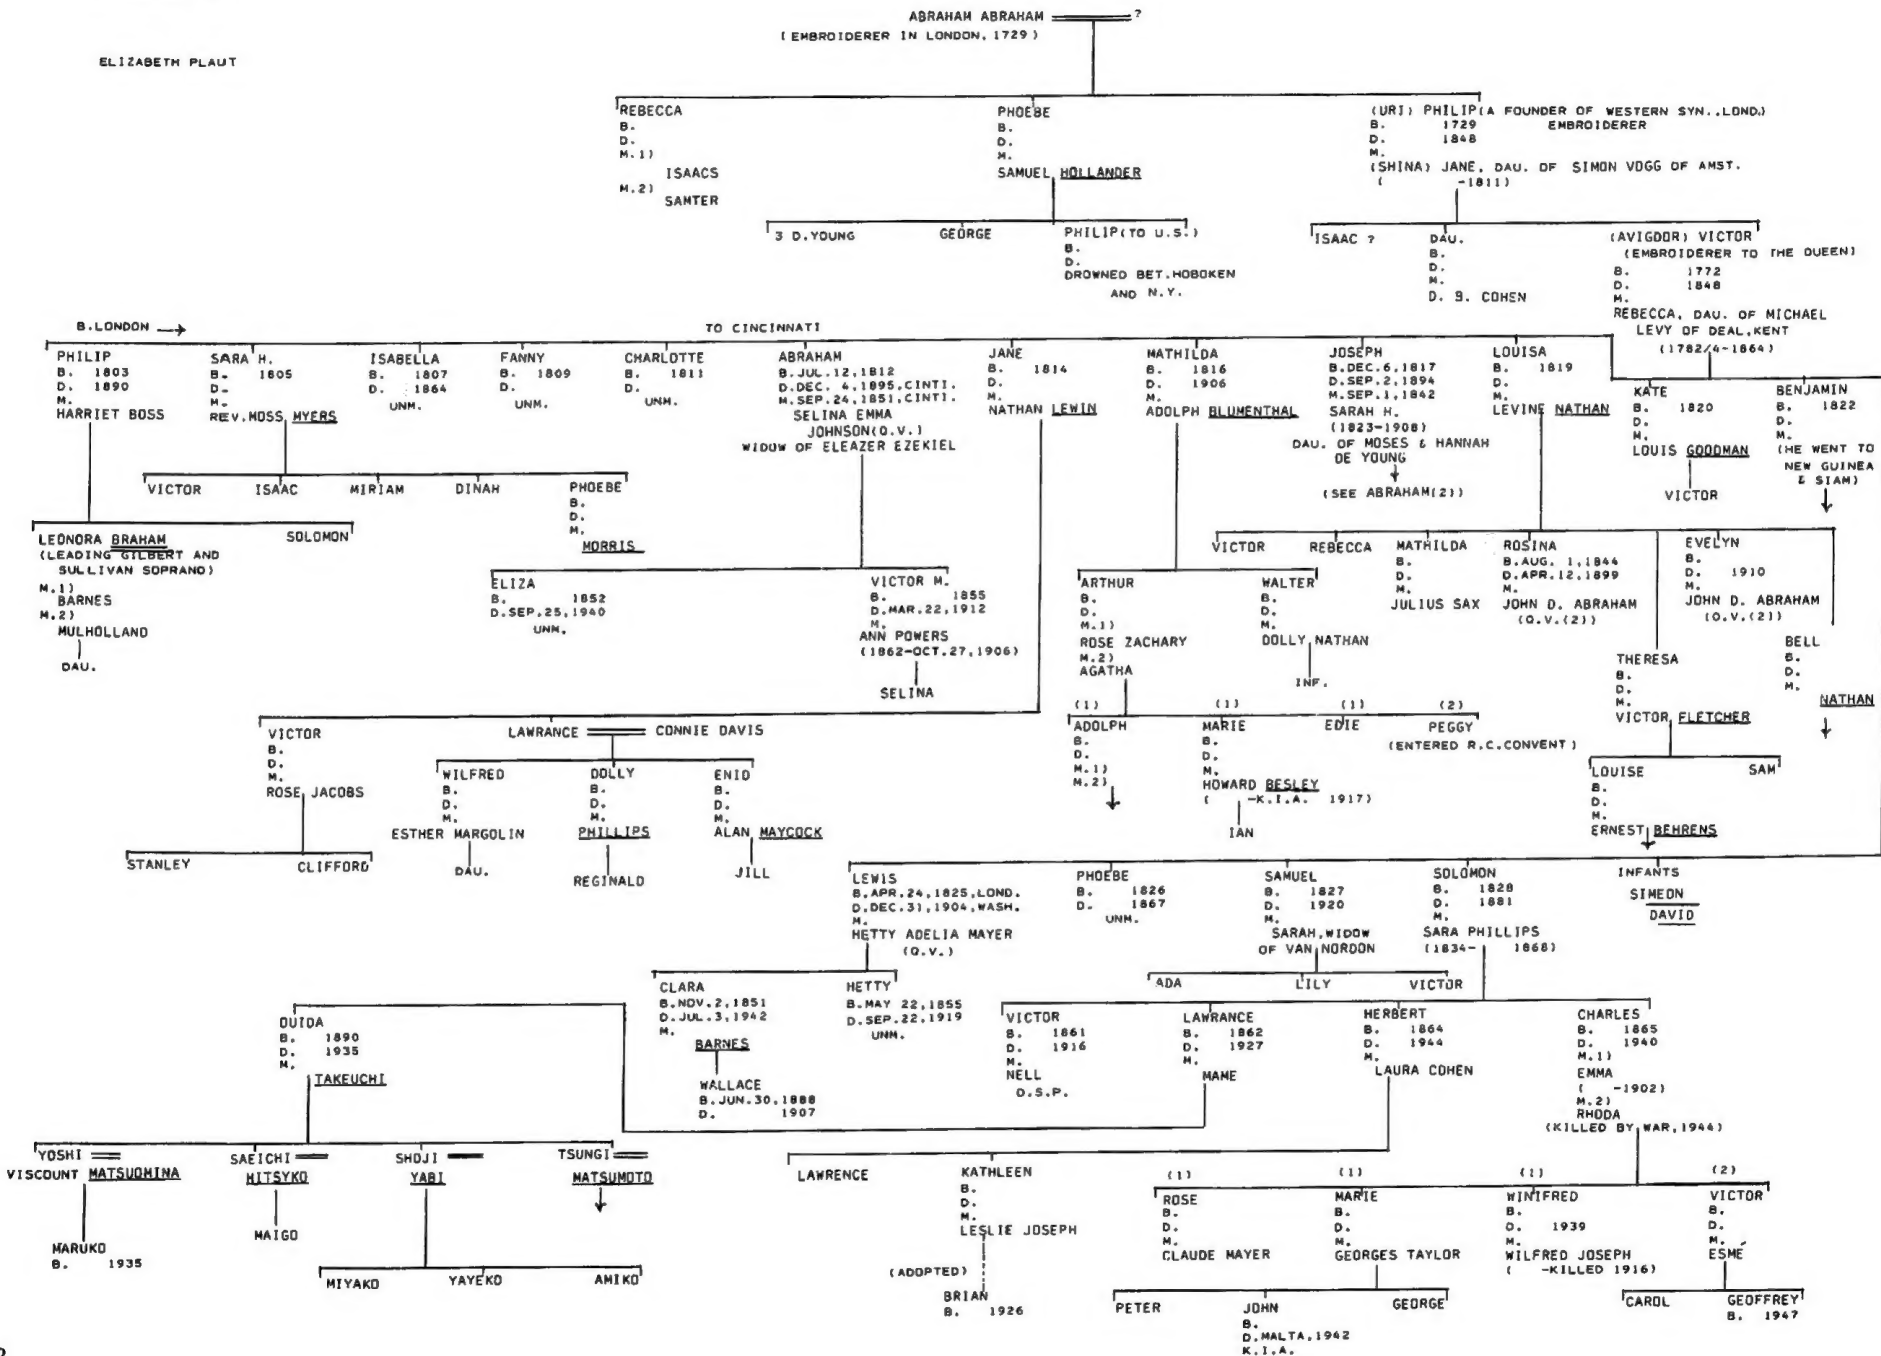 ABRAHAM ABRAHAM ?
(EMBROIDERER IN LONDON, 1729)
ELIZABETH PLAUT
REBECCA
B.
D.
M.1)
ISAACS
M.2)
SAMTER
PHOEBE
B.
D.
M.
SAMUEL HOLLANDER
(URI) PHILIP(A FOUNDER OF WESTERN SYN.,LOND.)
B. 1729 EMBROIDERER
D. 1848
M.
(SHINA) JANE, DAU. OF SIMON VOGG OF AMST.
( -1811)
3 D.YOUNG
GEORGE
PHILIP(TO U.S.)
B.
D.
DROWNED BET.HOBOKEN
AND N.Y.
ISAAC ?
DAU.
B.
D.
M.
D. B. COHEN
(AVIGDOR) VICTOR
(EMBROIDERER TO THE QUEEN)
B. 1772
D. 1848
M.
REBECCA, DAU. OF MICHAEL
LEVY OF DEAL,KENT
(1782/4-1864)
B.LONDON →
TO CINCINNATI
PHILIP
B. 1803
D. 1890
M.
HARRIET BOSS
SARA H.
B. 1805
D.
M.
REV.MOSS MYERS
ISABELLA
B. 1807
D. 1864
UNM.
FANNY
B. 1809
D.
UNM.
CHARLOTTE
B. 1811
D.
UNM.
ABRAHAM
B.JUL.12,1812
D.DEC. 4,1895,CINTI.
M.SEP.24,1851,CINTI.
SELINA EMMA
JOHNSON(Q.V.)
WIDOW OF ELEAZER EZEKIEL
JANE
B. 1814
D.
M.
NATHAN LEWIN
MATHILDA
B. 1816
D. 1906
M.
ADOLPH BLUMENTHAL
JOSEPH
B.DEC.6,1817
D.SEP.2,1894
M.SEP.1,1842
SARAH H.
(1823-1908)
DAU. OF MOSES & HANNAH
DE YOUNG
(SEE ABRAHAM(2))
LOUISA
B. 1819
D.
M.
LEVINE NATHAN
KATE
B. 1820
D.
M.
LOUIS GOODMAN
VICTOR
BENJAMIN
B. 1822
D.
M.
(HE WENT TO
NEW GUINEA
& SIAM)
VICTOR
ISAAC
MIRIAM
DINAH
PHOEBE
B.
D.
M.
MORRIS
LEONORA BRAHAM
(LEADING GILBERT AND
SULLIVAN SOPRANO)
M.1)
BARNES
M.2)
MULHOLLAND
DAU.
SOLOMON
ELIZA
B. 1852
D.SEP.25,1940
UNM.
VICTOR M.
B. 1855
D.MAR.22,1912
M.
ANN POWERS
(1862-OCT.27,1906)
SELINA
ARTHUR
B.
D.
M.1)
ROSE ZACHARY
M.2)
AGATHA
WALTER
B.
D.
M.
DOLLY NATHAN
INF.
VICTOR
REBECCA
MATHILDA
B.
D.
M.
JULIUS SAX
ROSINA
B.AUG. 1,1844
D.APR.12,1899
M.
JOHN D. ABRAHAM
(Q.V.(2))
THERESA
B.
D.
M.
VICTOR FLETCHER
EVELYN
B.
D. 1910
M.
JOHN D. ABRAHAM
(Q.V.(2))
BELL
B.
D.
M.
NATHAN
(1)
ADOLPH
B.
D.
M.1)
M.2)
(1)
MARIE
B.
D.
M.
HOWARD BESLEY
( -K.I.A. 1917)
IAN
(1)
EDIE
(2)
PEGGY
(ENTERED R.C.CONVENT)
LOUISE
B.
D.
M.
ERNEST BEHRENS
SAM
VICTOR
B.
D.
M.
ROSE JACOBS
LAWRANCE CONNIE DAVIS
STANLEY
CLIFFORD
WILFRED
B.
D.
M.
ESTHER MARGOLIN
DAU.
DOLLY
B.
D.
M.
PHILLIPS
REGINALD
ENID
B.
D.
M.
ALAN MAYCOCK
JILL
LEWIS
B.APR.24,1825,LOND.
D.DEC.31,1904,WASH.
M.
HETTY ADELIA MAYER
(Q.V.)
PHOEBE
B. 1826
D. 1867
UNM.
SAMUEL
B. 1827
D. 1920
M.
SARAH,WIDOW
OF VAN NORDON
SOLOMON
B. 1828
D. 1881
M.
SARA PHILLIPS
(1834- 1868)
INFANTS
SIMEON
DAVID
CLARA
B.NOV.2,1851
D.JUL.3,1942
M.
BARNES
WALLACE
B.JUN.30,1888
D. 1907
HETTY
B.MAY 22,1855
D.SEP.22,1919
UNM.
ADA
LILY
VICTOR
VICTOR
B. 1861
D. 1916
M.
NELL
O.S.P.
LAWRANCE
B. 1862
D. 1927
M.
MAME
HERBERT
B. 1864
D. 1944
M.
LAURA COHEN
CHARLES
B. 1865
D. 1940
M.1)
EMMA
( -1902)
M.2)
RHODA
(KILLED BY WAR,1944)
OUIDA
B. 1890
D. 1935
M.
TAKEUCHI
YOSHI
VISCOUNT MATSUOHINA
MARUKO
B. 1935
SAEICHI
MITSYKO
MAIGO
SHOJI
YABI
TSUNGI
MATSUMOTO
MIYAKO
YAYEKO
AMIKO
LAWRENCE
KATHLEEN
B.
D.
M.
LESLIE JOSEPH
(ADOPTED)
BRIAN
B. 1926
(1)
ROSE
B.
D.
M.
CLAUDE MAYER
(1)
MARIE
B.
D.
M.
GEORGES TAYLOR
(1)
WINIFRED
B.
D. 1939
M.
WILFRED JOSEPH
( -KILLED 1916)
(2)
VICTOR
B.
D.
M.
ESMÉ
PETER
JOHN
B.
D.MALTA,1942
K.I.A.
GEORGE
CAROL
GEOFFREY
B. 1947